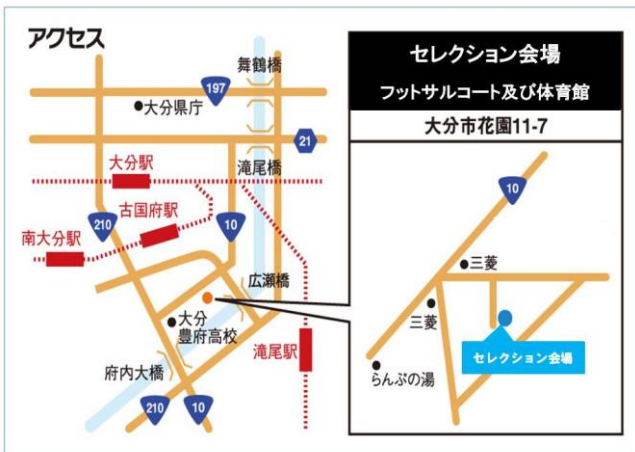 アクセス
舞鶴橋
197
大分県庁
21
大分駅
滝尾橋
古国府駅
210
10
南大分駅
広瀬橋
大分
豊府高校
滝尾駅
府内大橋
210
10
セレクション会場
フットサルコート及び体育館
大分市花園11-7
10
三菱
三菱
セレクション会場
らんぷの湯